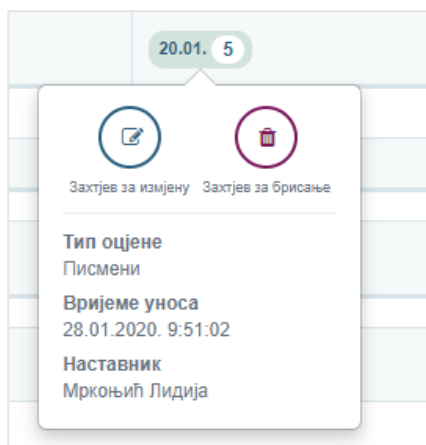 20.01. 5
Захтјев за измјену Захтјев за брисање
Тип оцјене
Писмени
Вријеме уноса
28.01.2020. 9:51:02
Наставник
Мркоњић Лидија